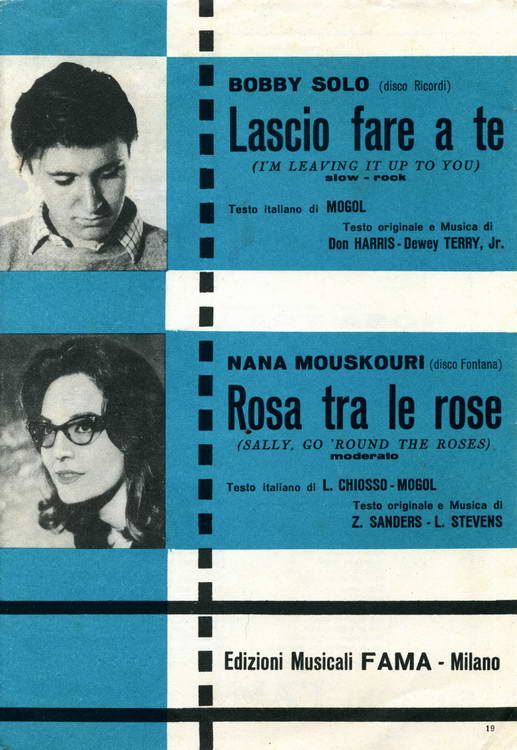 BOBBY SOLO (disco Ricordi)
Lascio fare a te
(I'M LEAVING IT UP TO YOU)
slow - rock
Testo italiano di MOGOL
Testo originale e Musica di
Don HARRIS - Dewey TERRY, Jr.
NANA MOUSKOURI (disco Fontana)
Rosa tra le rose
(SALLY, GO 'ROUND THE ROSES)
moderato
Testo italiano di L. CHIOSSO - MOGOL
Testo originale e Musica di
Z. SANDERS - L. STEVENS
Edizioni Musicali FAMA - Milano
19